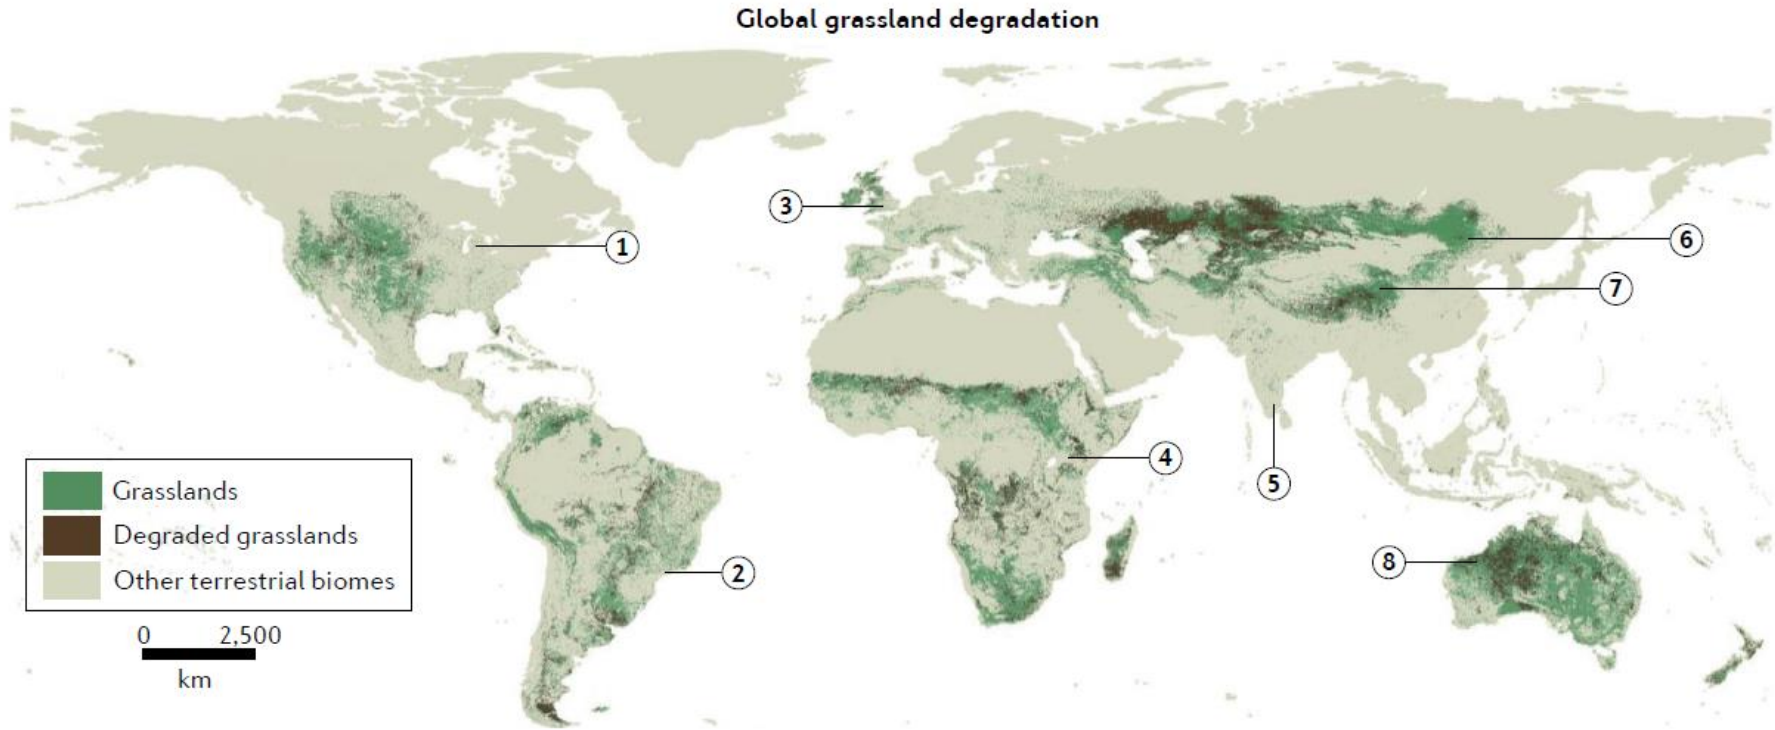 Global grassland degradation
1
2
3
4
5
6
7
8
Grasslands
Degraded grasslands
Other terrestrial biomes
0 2,500
km